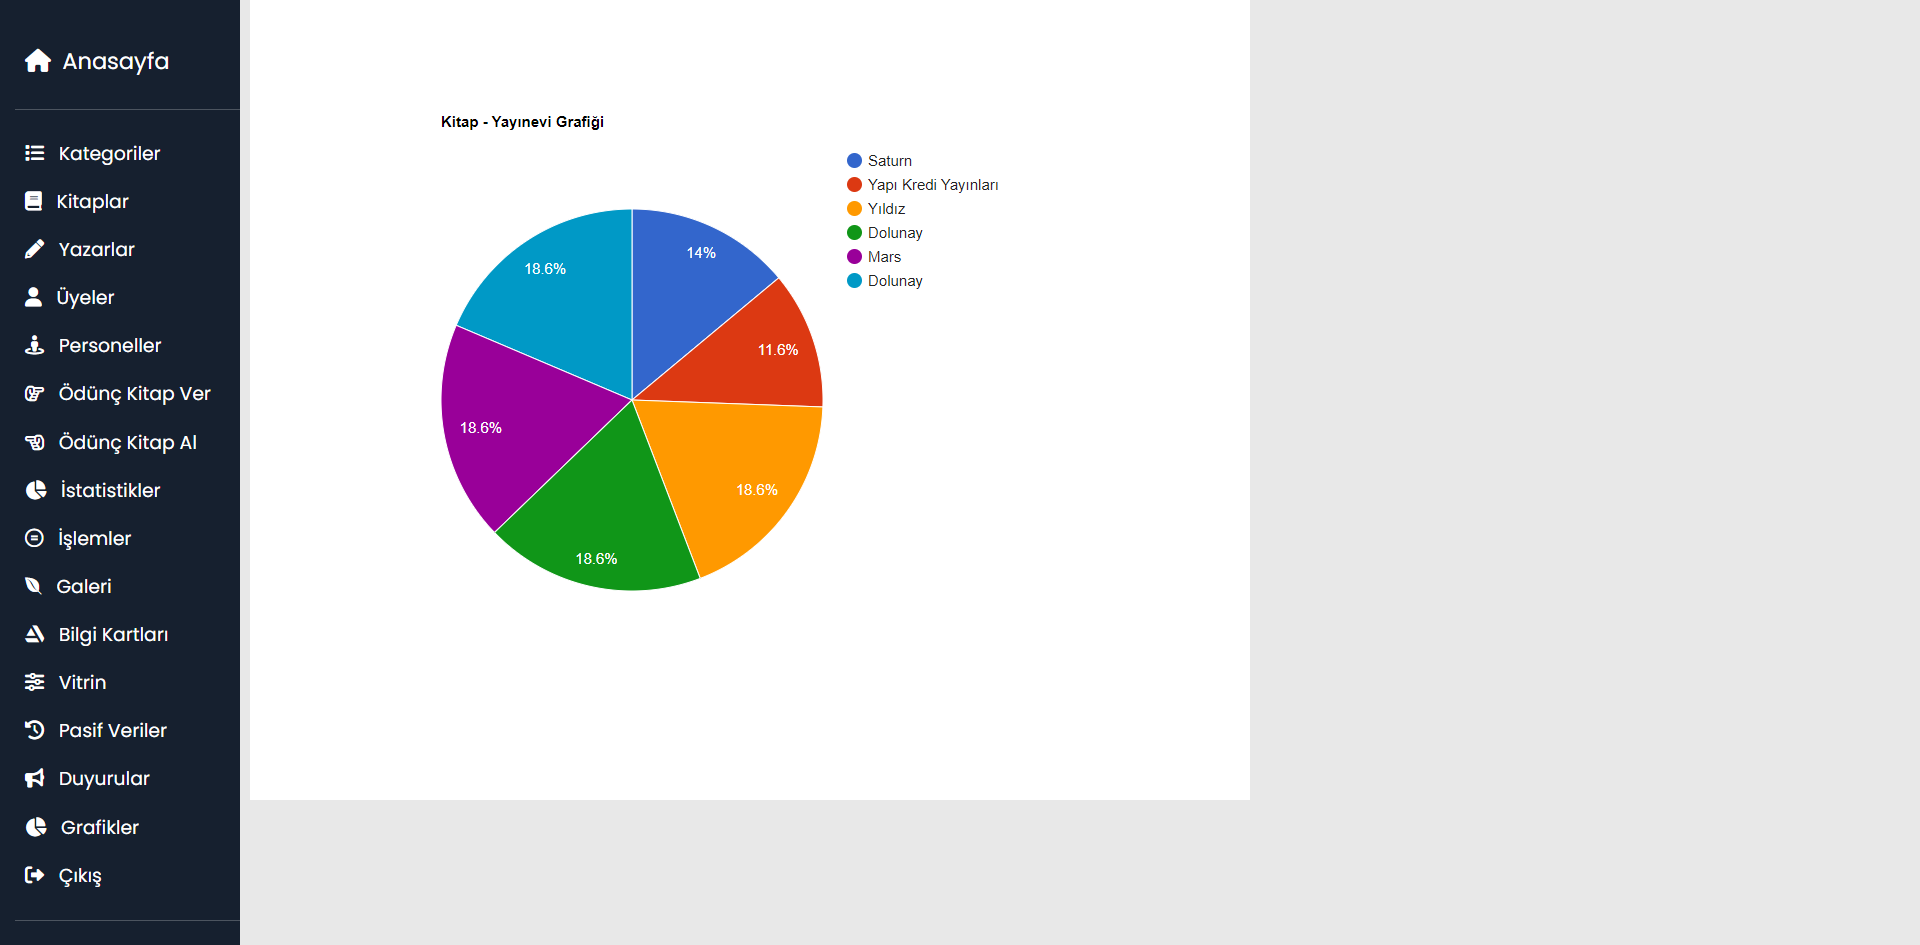 Anasayfa
Kategoriler
Kitaplar
Yazarlar
Üyeler
Personeller
Ödünç Kitap Ver
Ödünç Kitap Al
İstatistikler
İşlemler
Galeri
Bilgi Kartları
Vitrin
Pasif Veriler
Duyurular
Grafikler
Çıkış
Kitap - Yayınevi Grafiği
Saturn
Yapı Kredi Yayınları
Yıldız
Dolunay
Mars
Dolunay
14%
11.6%
18.6%
18.6%
18.6%
18.6%